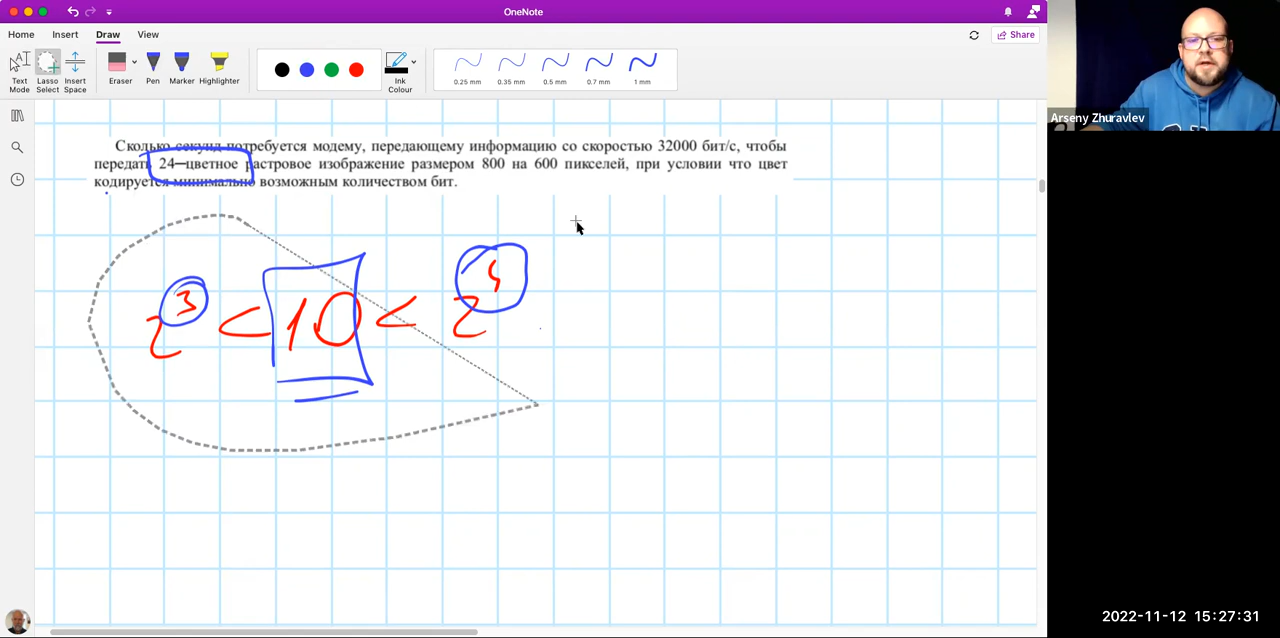 OneNote
Home Insert Draw View
Share
Text Mode
Lasso Select
Insert Space
Eraser
Pen
Marker
Highlighter
Ink Colour
0.25 mm
0.35 mm
0.5 mm
0.7 mm
1 mm
Arseny Zhuravlev
Сколько секунд потребуется модему, передающему информацию со скоростью 32000 бит/с, чтобы
передать 24—цветное растровое изображение размером 800 на 600 пикселей, при условии что цвет
кодируется минимально возможным количеством бит.
2³ < 10 < 2⁴
2022-11-12 15:27:31